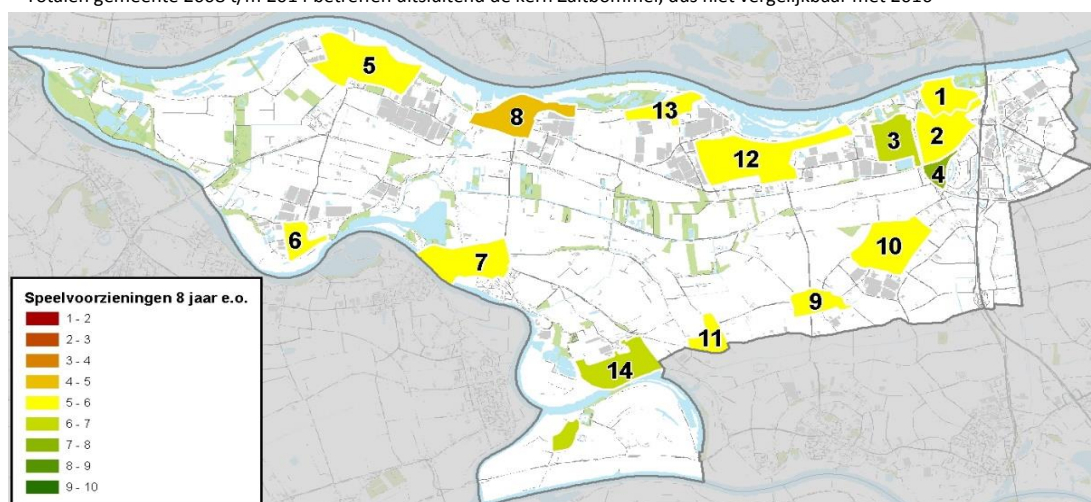 Totalen gemeente 2008 t/m 2014 betreffen uitsluitend de kern Zaltbommel, dus niet vergelijkbaar met 2016
5
1
8
13
3
2
12
4
6
10
7
9
11
14
Speelvoorzieningen 8 jaar e.o.
1 - 2
2 - 3
3 - 4
4 - 5
5 - 6
6 - 7
7 - 8
8 - 9
9 - 10